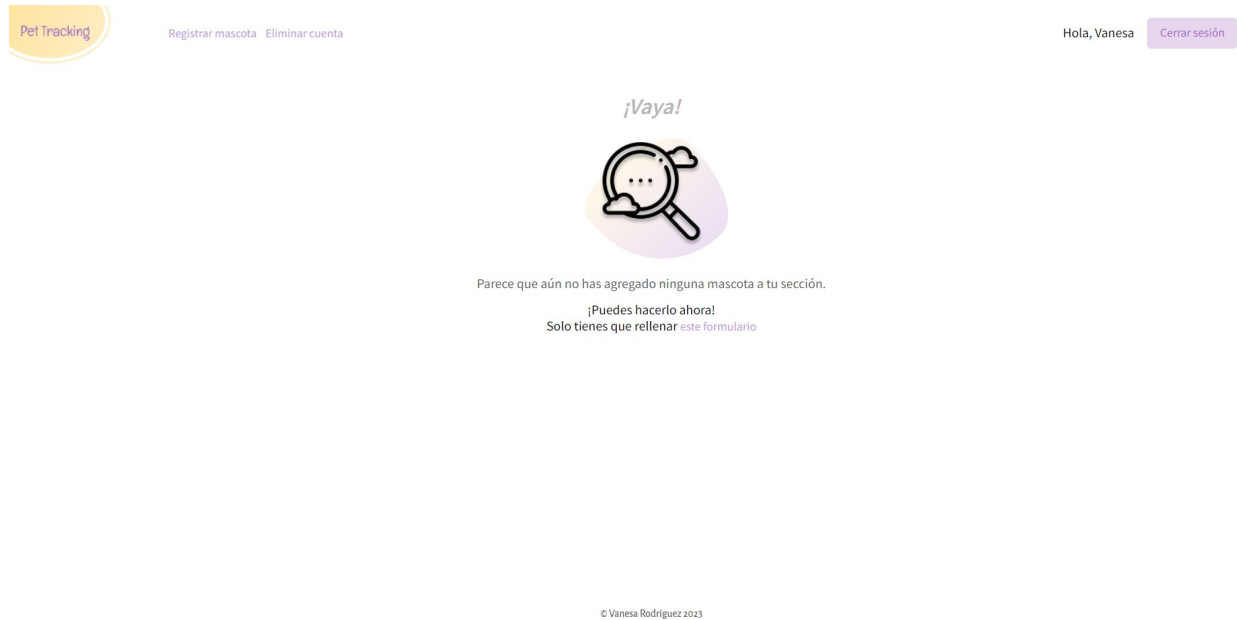 Pet Tracking
Registrar mascota Eliminar cuenta
Hola, Vanesa
Cerrar sesión
¡Vaya!
Parece que aún no has agregado ninguna mascota a tu sección.
¡Puedes hacerlo ahora!
Solo tienes que rellenar este formulario
© Vanesa Rodríguez 2023